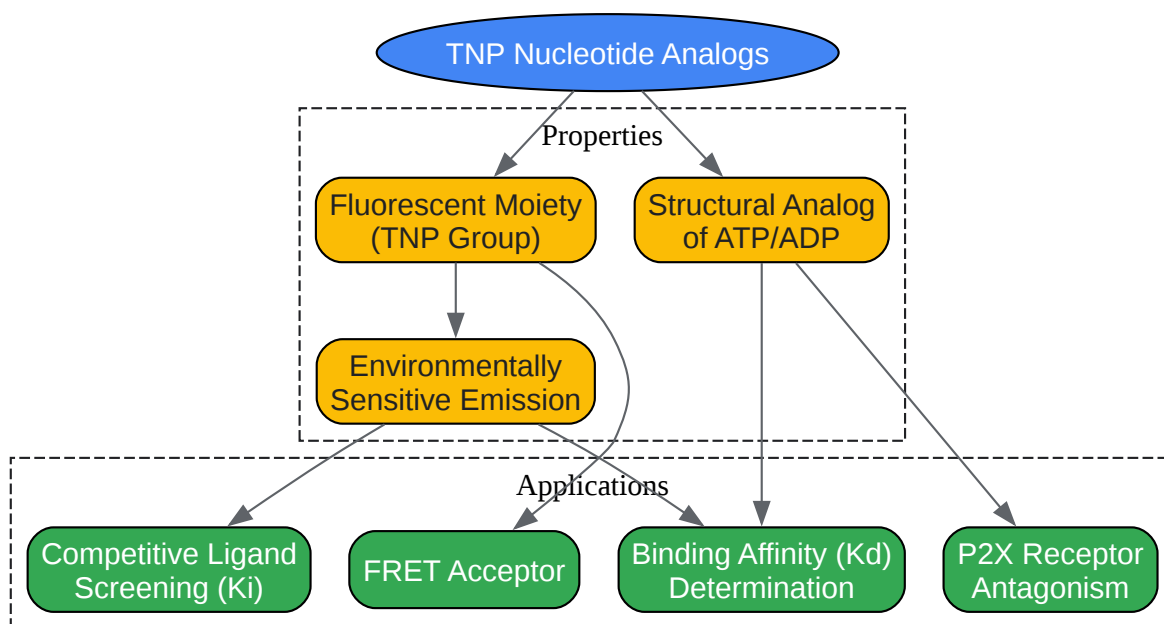 TNP Nucleotide Analogs
Properties
Fluorescent Moiety
(TNP Group)
Structural Analog
of ATP/ADP
Environmentally
Sensitive Emission
Applications
Competitive Ligand
Screening (Ki)
FRET Acceptor
Binding Affinity (Kd)
Determination
P2X Receptor
Antagonism